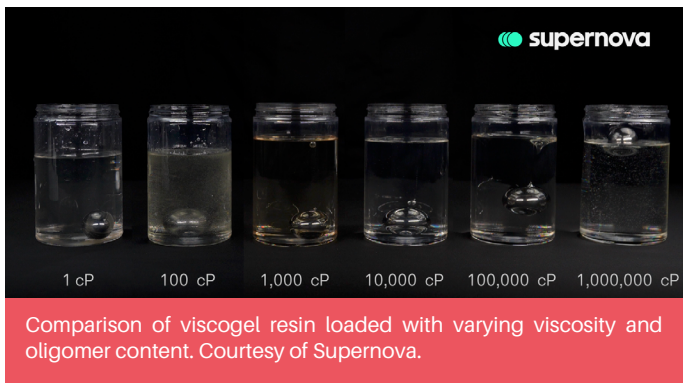 supernova
1 cP
100 cP
1,000 cP
10,000 cP
100,000 cP
1,000,000 cP
Comparison of viscogel resin loaded with varying viscosity and
oligomer content. Courtesy of Supernova.